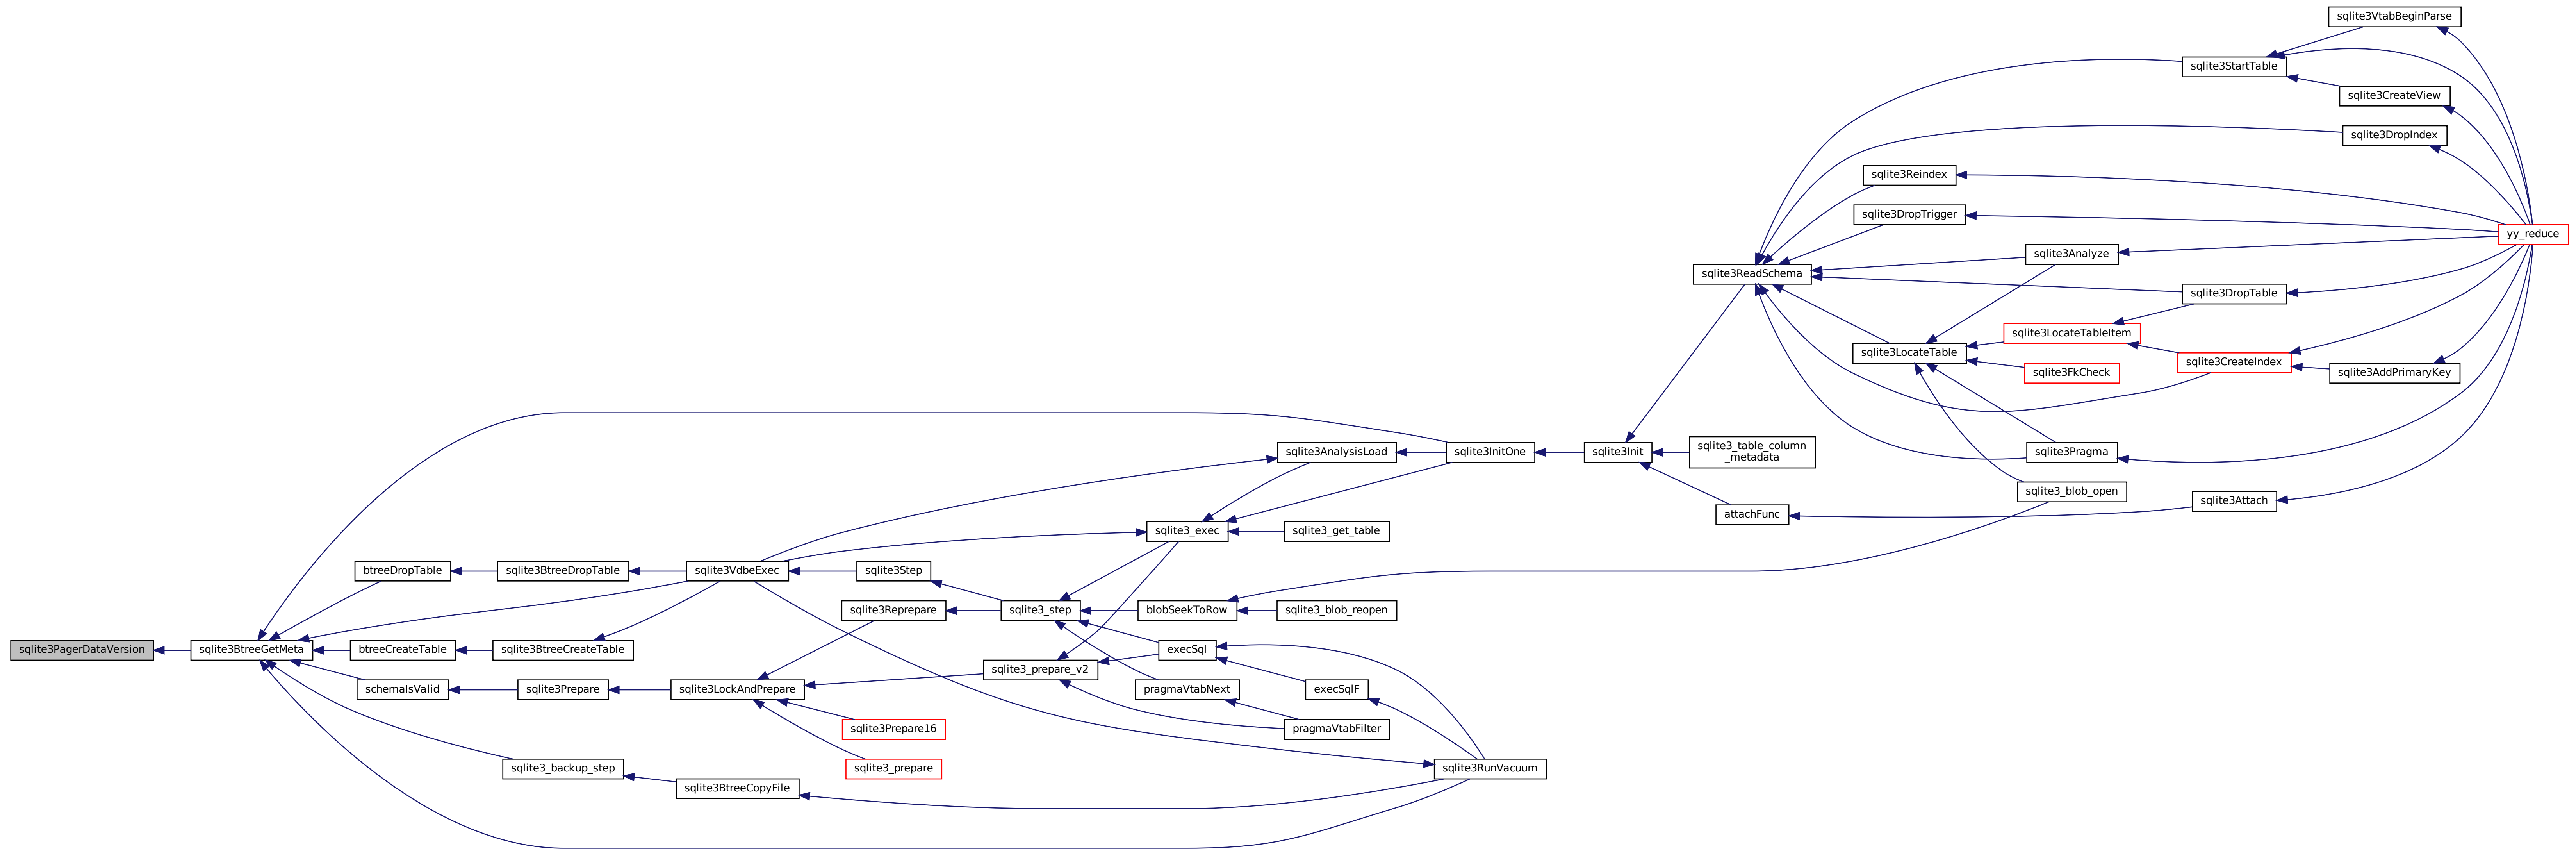 sqlite3VtabBeginParse
sqlite3StartTable
sqlite3CreateView
sqlite3DropIndex
sqlite3Reindex
sqlite3DropTrigger
yy_reduce
sqlite3Analyze
sqlite3ReadSchema
sqlite3DropTable
sqlite3LocateTableItem
sqlite3LocateTable
sqlite3CreateIndex
sqlite3FkCheck
sqlite3AddPrimaryKey
sqlite3AnalysisLoad
sqlite3InitOne
sqlite3Init
sqlite3_table_column
_metadata
sqlite3Pragma
sqlite3_blob_open
sqlite3Attach
attachFunc
sqlite3_exec
sqlite3_get_table
btreeDropTable
sqlite3BtreeDropTable
sqlite3VdbeExec
sqlite3Step
sqlite3Reprepare
sqlite3_step
blobSeekToRow
sqlite3_blob_reopen
sqlite3PagerDataVersion
sqlite3BtreeGetMeta
btreeCreateTable
sqlite3BtreeCreateTable
execSql
sqlite3_prepare_v2
schemaIsValid
sqlite3Prepare
sqlite3LockAndPrepare
pragmaVtabNext
execSqlF
sqlite3Prepare16
pragmaVtabFilter
sqlite3_backup_step
sqlite3_prepare
sqlite3RunVacuum
sqlite3BtreeCopyFile